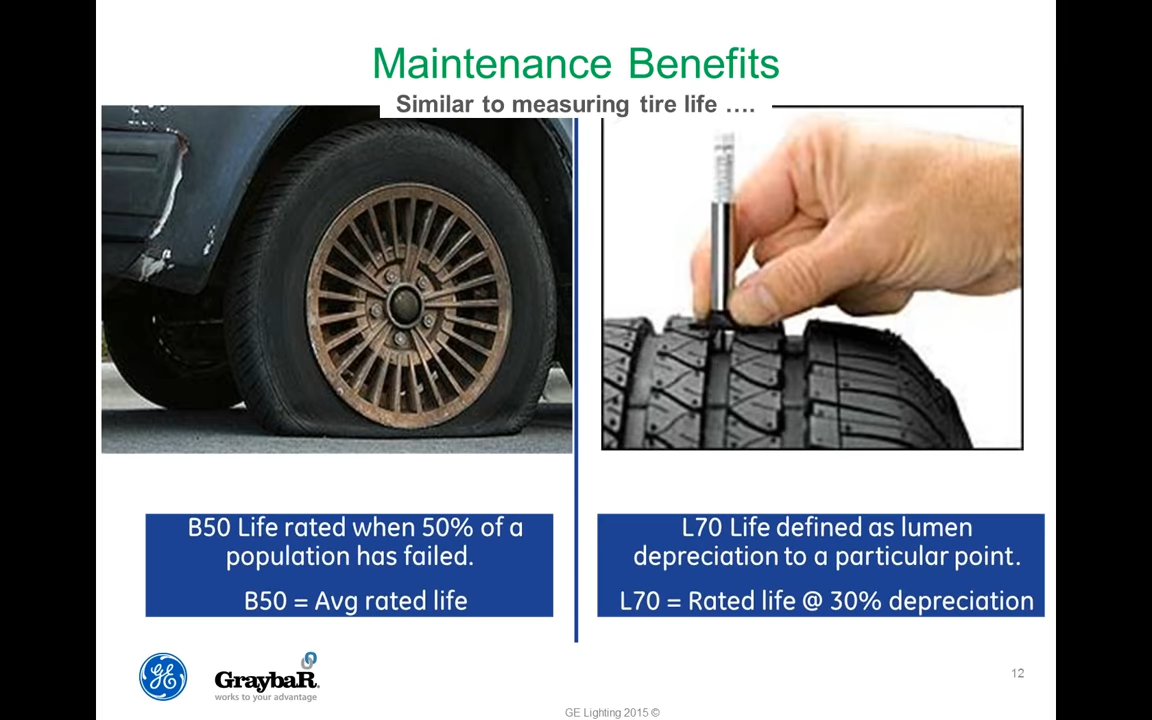 Maintenance Benefits
Similar to measuring tire life ….
B50 Life rated when 50% of a
population has failed.
B50 = Avg rated life
L70 Life defined as lumen
depreciation to a particular point.
L70 = Rated life @ 30% depreciation
GE
GraybaR.
works to your advantage
12
GE Lighting 2015 ©